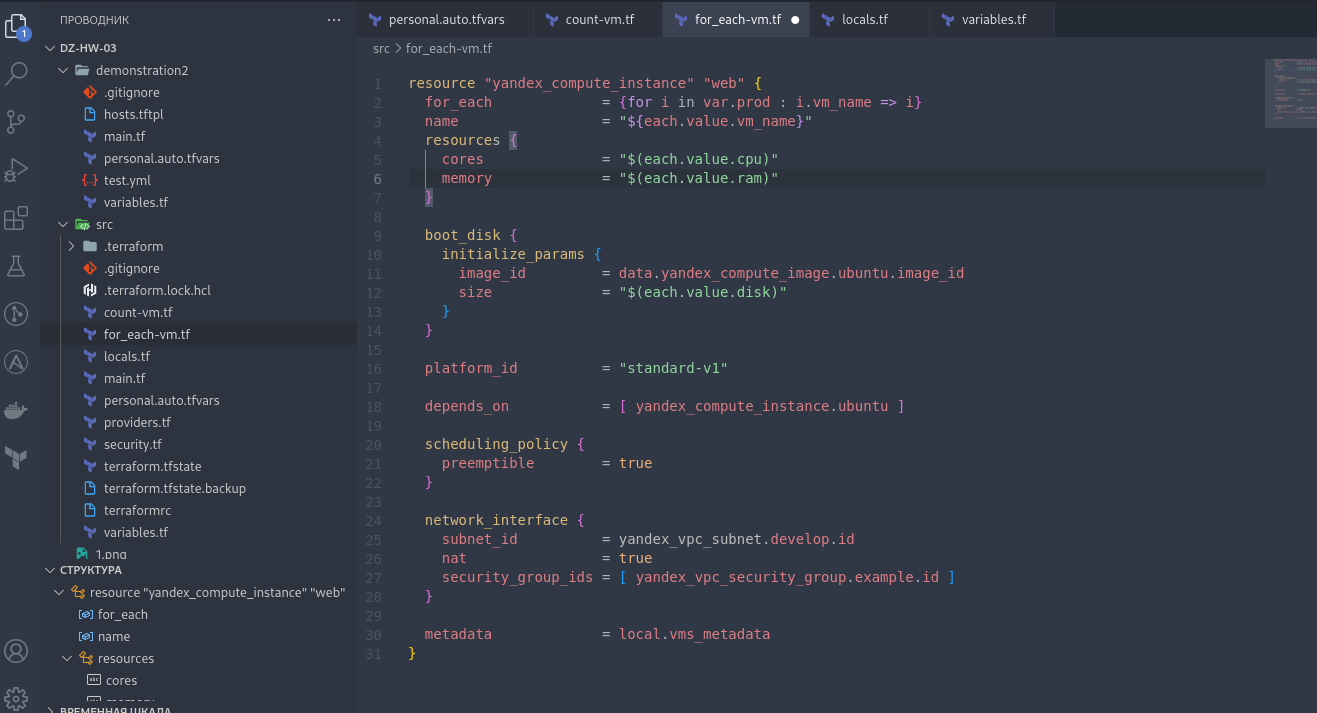 1
ПРОВОДНИК
···
DZ-HW-03
demonstration2
.gitignore
hosts.tftpl
main.tf
personal.auto.tfvars
test.yml
variables.tf
src
.terraform
.gitignore
.terraform.lock.hcl
count-vm.tf
for_each-vm.tf
locals.tf
main.tf
personal.auto.tfvars
providers.tf
security.tf
terraform.tfstate
terraform.tfstate.backup
terraformrc
variables.tf
1.png
СТРУКТУРА
resource "yandex_compute_instance" "web"
for_each
name
resources
cores
memory
ВРЕМЕННАЯ ШКАЛА
personal.auto.tfvars count-vm.tf for_each-vm.tf locals.tf variables.tf
src > for_each-vm.tf
1 resource "yandex_compute_instance" "web" {
2 for_each = {for i in var.prod : i.vm_name => i}
3 name = "${each.value.vm_name}"
4 resources {
5 cores = "$(each.value.cpu)"
6 memory = "$(each.value.ram)"
7 }
8
9 boot_disk {
10 initialize_params {
11 image_id = data.yandex_compute_image.ubuntu.image_id
12 size = "$(each.value.disk)"
13 }
14 }
15
16 platform_id = "standard-v1"
17
18 depends_on = [ yandex_compute_instance.ubuntu ]
19
20 scheduling_policy {
21 preemptible = true
22 }
23
24 network_interface {
25 subnet_id = yandex_vpc_subnet.develop.id
26 nat = true
27 security_group_ids = [ yandex_vpc_security_group.example.id ]
28 }
29
30 metadata = local.vms_metadata
31 }